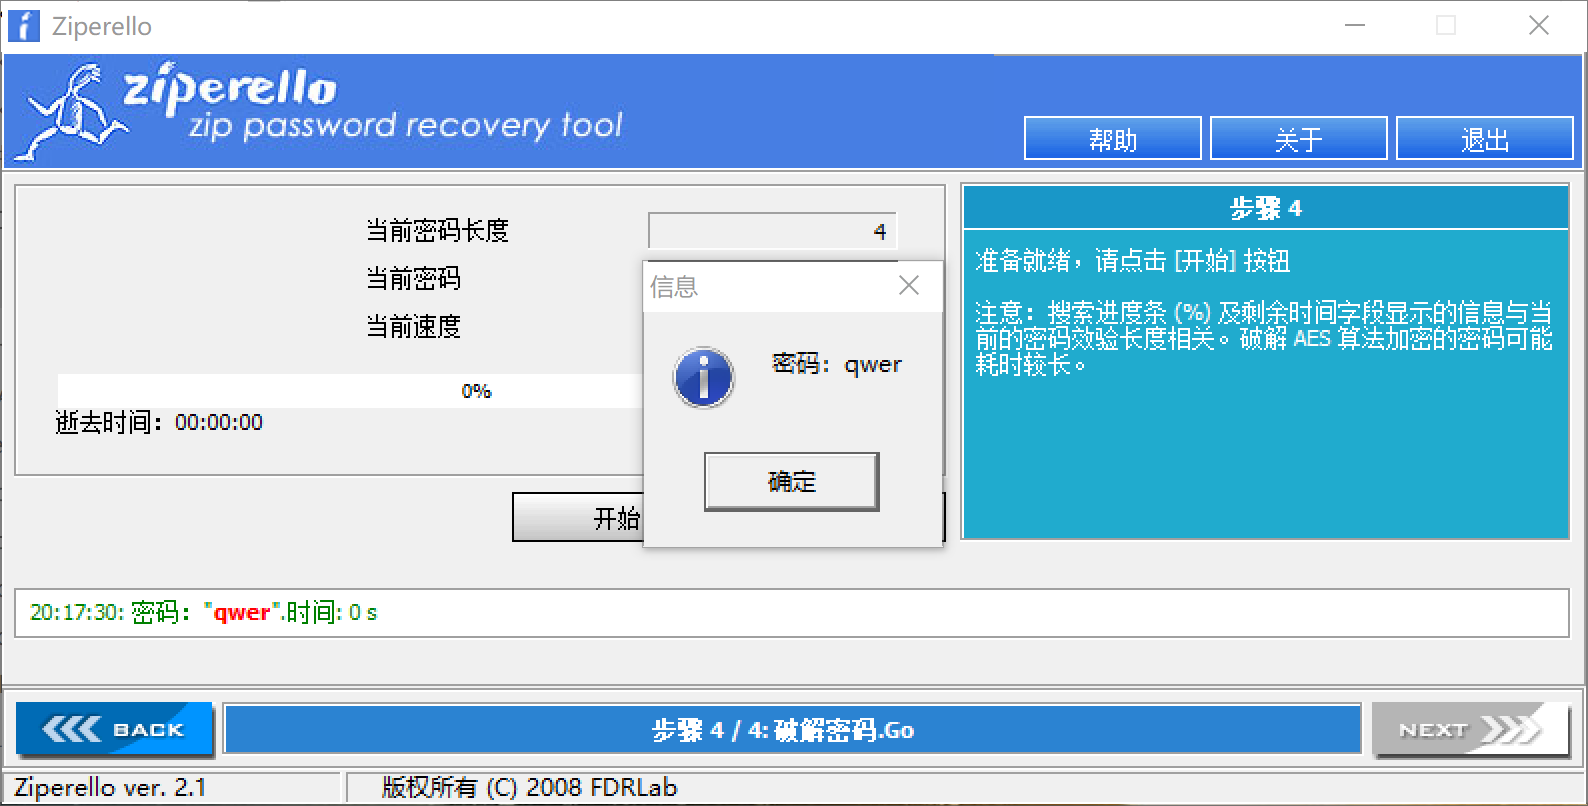 Ziperello
ziperello
zip password recovery tool
帮助
关于
退出
当前密码长度
4
当前密码
当前速度
0%
逝去时间：00:00:00
开始
信息
密码：qwer
确定
步骤 4
准备就绪，请点击 [开始] 按钮
注意：搜索进度条 (%) 及剩余时间字段显示的信息与当
前的密码效验长度相关。破解 AES 算法加密的密码可能
耗时较长。
20:17:30: 密码："qwer".时间: 0 s
BACK
步骤 4 / 4: 破解密码.Go
NEXT
Ziperello ver. 2.1
版权所有 (C) 2008 FDRLab